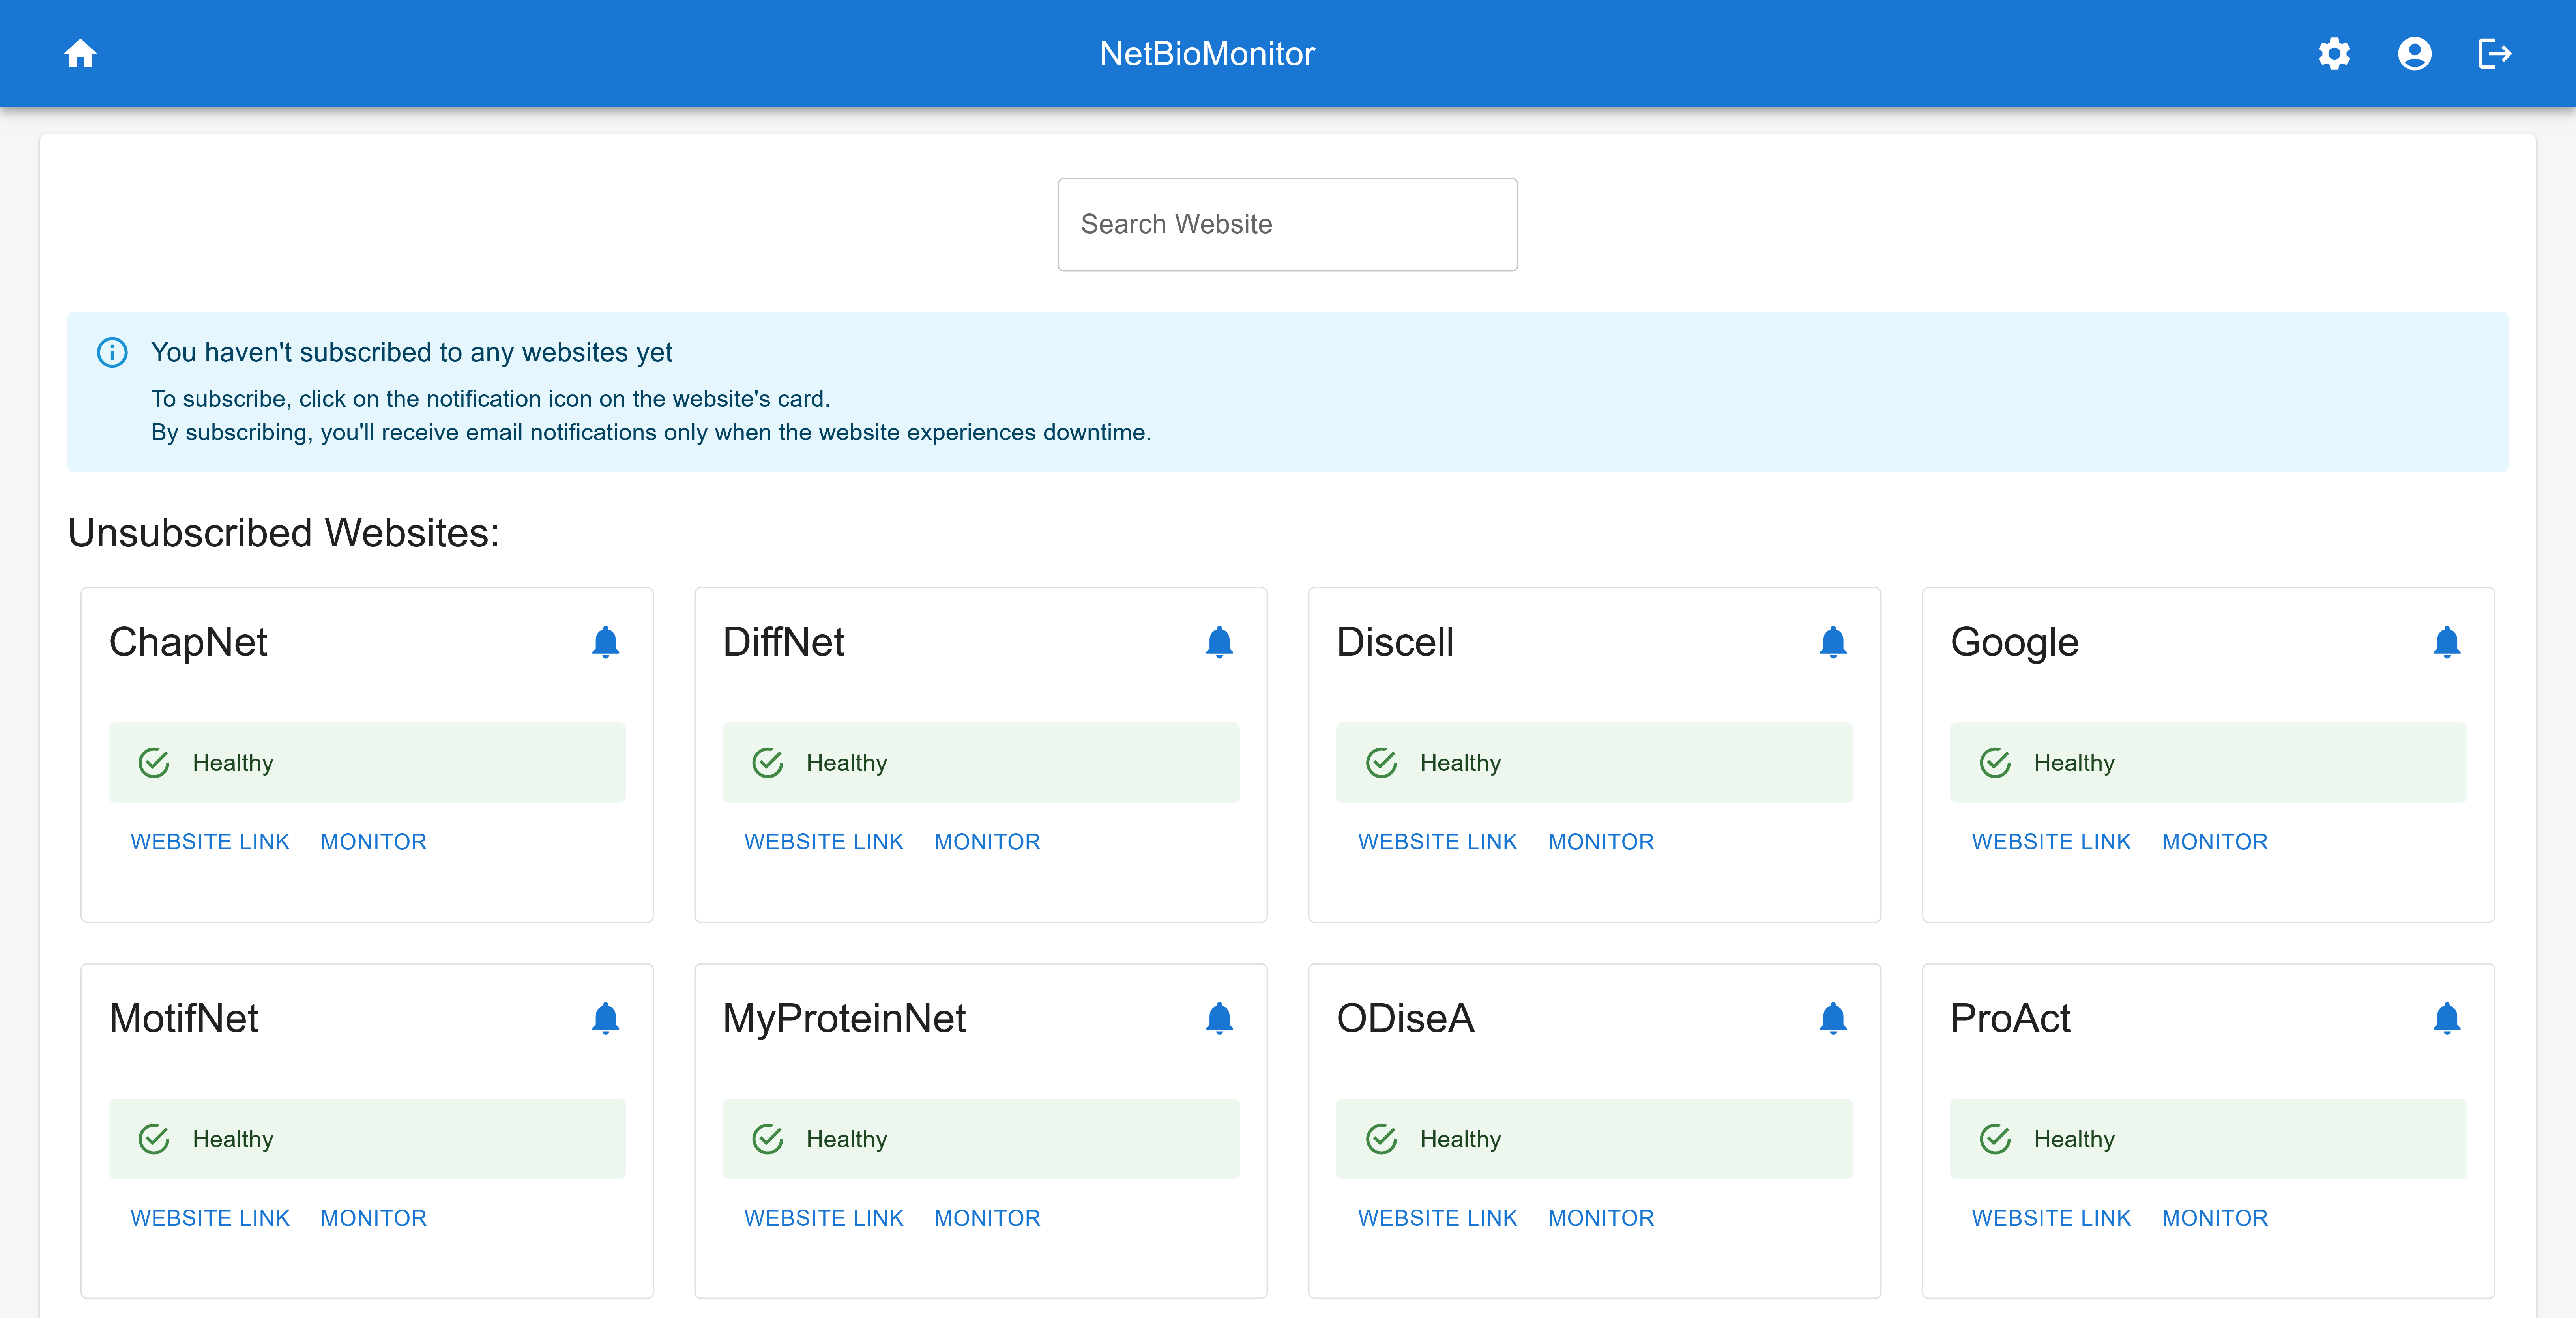 NetBioMonitor
Search Website
You haven't subscribed to any websites yet
To subscribe, click on the notification icon on the website's card.
By subscribing, you'll receive email notifications only when the website experiences downtime.
Unsubscribed Websites:
ChapNet
Healthy
WEBSITE LINK MONITOR
DiffNet
Healthy
WEBSITE LINK MONITOR
Discell
Healthy
WEBSITE LINK MONITOR
Google
Healthy
WEBSITE LINK MONITOR
MotifNet
Healthy
WEBSITE LINK MONITOR
MyProteinNet
Healthy
WEBSITE LINK MONITOR
ODiseA
Healthy
WEBSITE LINK MONITOR
ProAct
Healthy
WEBSITE LINK MONITOR